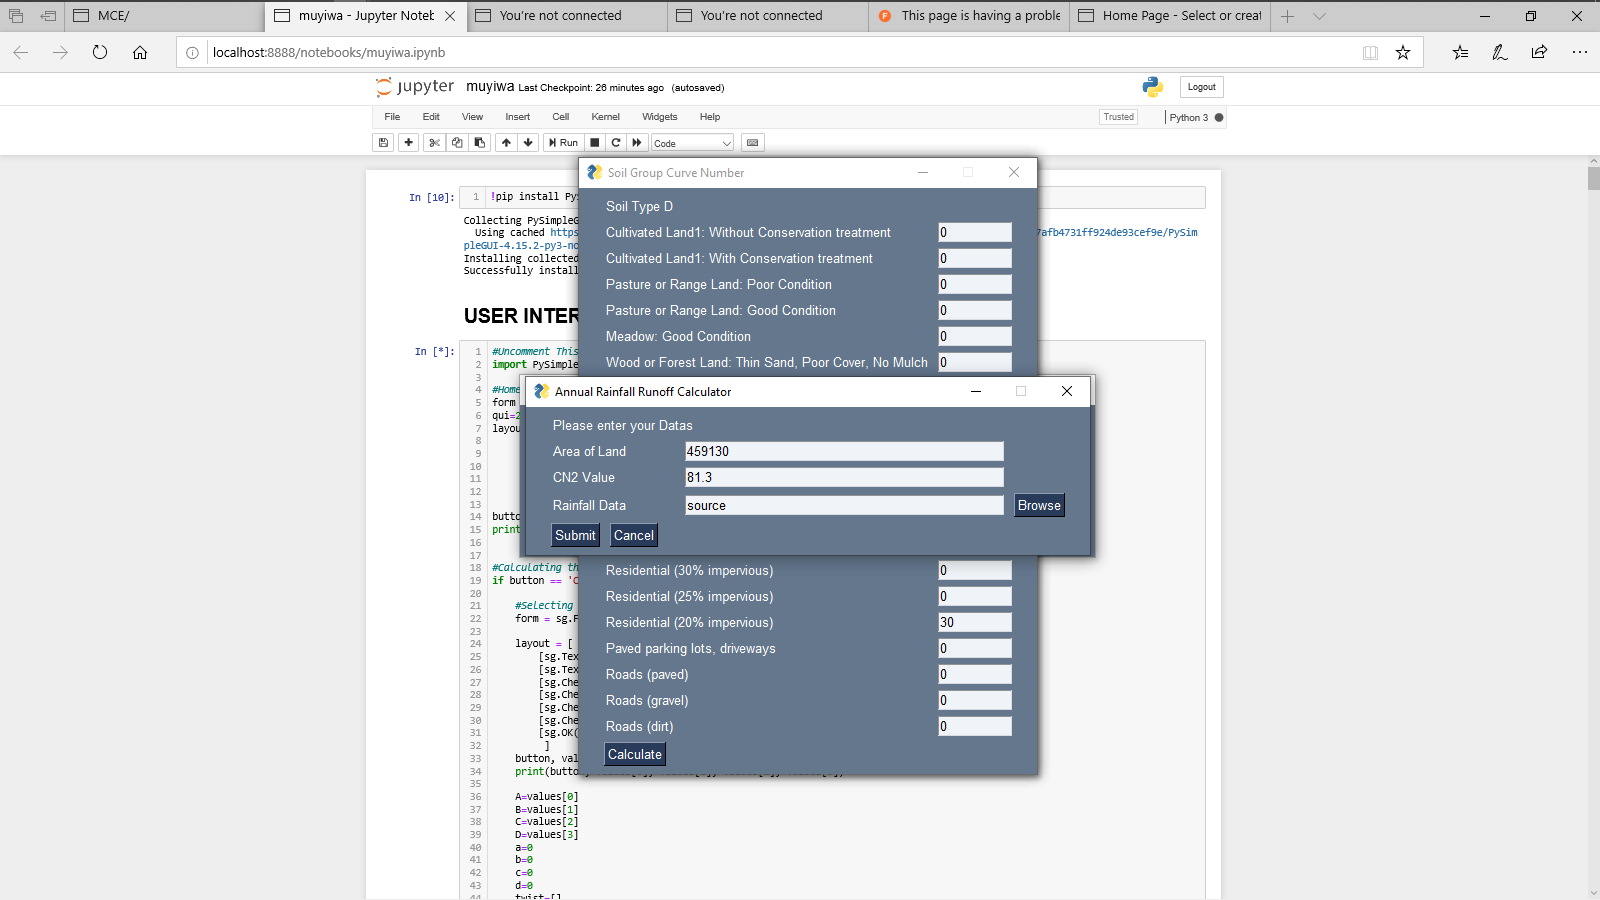 MCE/
muyiwa - Jupyter Noteb
You're not connected
You're not connected
This page is having a proble
Home Page - Select or creat
localhost:8888/notebooks/muyiwa.ipynb
jupyter muyiwa Last Checkpoint: 26 minutes ago (autosaved)
Logout
File Edit View Insert Cell Kernel Widgets Help
Trusted
Python 3
Run
Code
Soil Group Curve Number
In [10]:
1 !pip install PyS
Collecting PySimpleG
Using cached https
7afb4731ff924de93cef9e/PySim
pleGUI-4.15.2-py3-no
Installing collected
Successfully install
USER INTER
Soil Type D
Cultivated Land1: Without Conservation treatment 0
Cultivated Land1: With Conservation treatment 0
Pasture or Range Land: Poor Condition 0
Pasture or Range Land: Good Condition 0
Meadow: Good Condition 0
Wood or Forest Land: Thin Sand, Poor Cover, No Mulch 0
Annual Rainfall Runoff Calculator
Please enter your Datas
Area of Land 459130
CN2 Value 81.3
Rainfall Data source Browse
Submit Cancel
Residential (30% impervious) 0
Residential (25% impervious) 0
Residential (20% impervious) 30
Paved parking lots, driveways 0
Roads (paved) 0
Roads (gravel) 0
Roads (dirt) 0
Calculate
In [*]:
1 #Uncomment This
2 import PySimple
3
4 #Home
5 form
6 qui=2
7 layou
8
9
10
11
12
13
14 butto
15 print
16
17
18 #Calculating th
19 if button == 'C
20
21 #Selecting
22 form = sg.F
23
24 layout = [
25 [sg.Tex
26 [sg.Tex
27 [sg.Che
28 [sg.Che
29 [sg.Che
30 [sg.Che
31 [sg.OK(
32 ]
33 button, val
34 print(butto
35
36 A=values[0]
37 B=values[1]
38 C=values[2]
39 D=values[3]
40 a=0
41 b=0
42 c=0
43 d=0
44 twist=[]